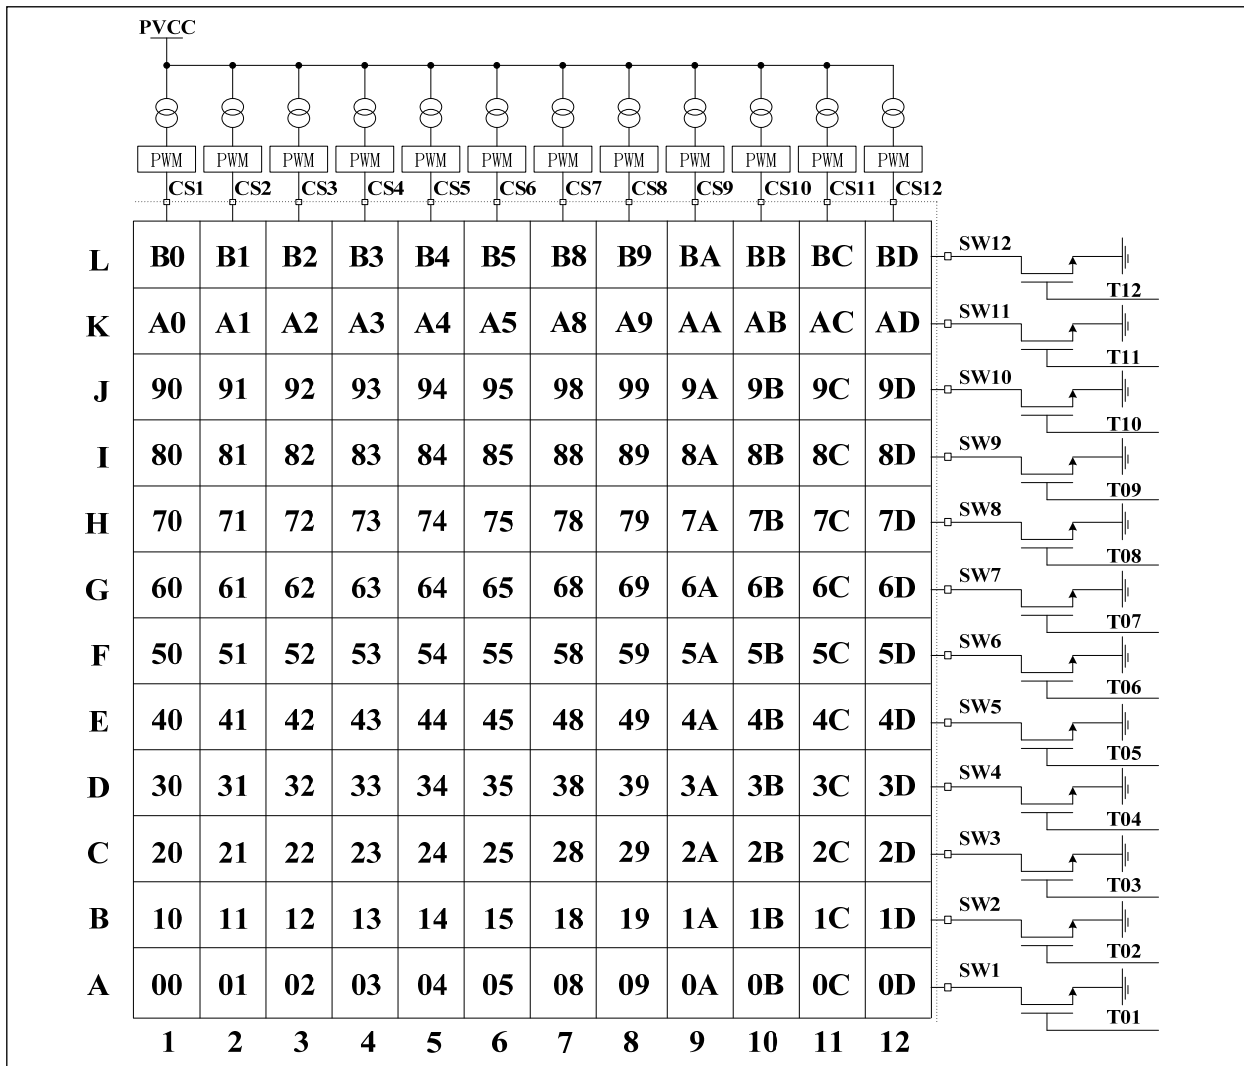 PVCC
PWM PWM PWM PWM PWM PWM PWM PWM PWM PWM PWM PWM
CS1 CS2 CS3 CS4 CS5 CS6 CS7 CS8 CS9 CS10 CS11 CS12
L B0 B1 B2 B3 B4 B5 B8 B9 BA BB BC BD SW12
T12
K A0 A1 A2 A3 A4 A5 A8 A9 AA AB AC AD SW11
T11
J 90 91 92 93 94 95 98 99 9A 9B 9C 9D SW10
T10
I 80 81 82 83 84 85 88 89 8A 8B 8C 8D SW9
T09
H 70 71 72 73 74 75 78 79 7A 7B 7C 7D SW8
T08
G 60 61 62 63 64 65 68 69 6A 6B 6C 6D SW7
T07
F 50 51 52 53 54 55 58 59 5A 5B 5C 5D SW6
T06
E 40 41 42 43 44 45 48 49 4A 4B 4C 4D SW5
T05
D 30 31 32 33 34 35 38 39 3A 3B 3C 3D SW4
T04
C 20 21 22 23 24 25 28 29 2A 2B 2C 2D SW3
T03
B 10 11 12 13 14 15 18 19 1A 1B 1C 1D SW2
T02
A 00 01 02 03 04 05 08 09 0A 0B 0C 0D SW1
T01
1 2 3 4 5 6 7 8 9 10 11 12